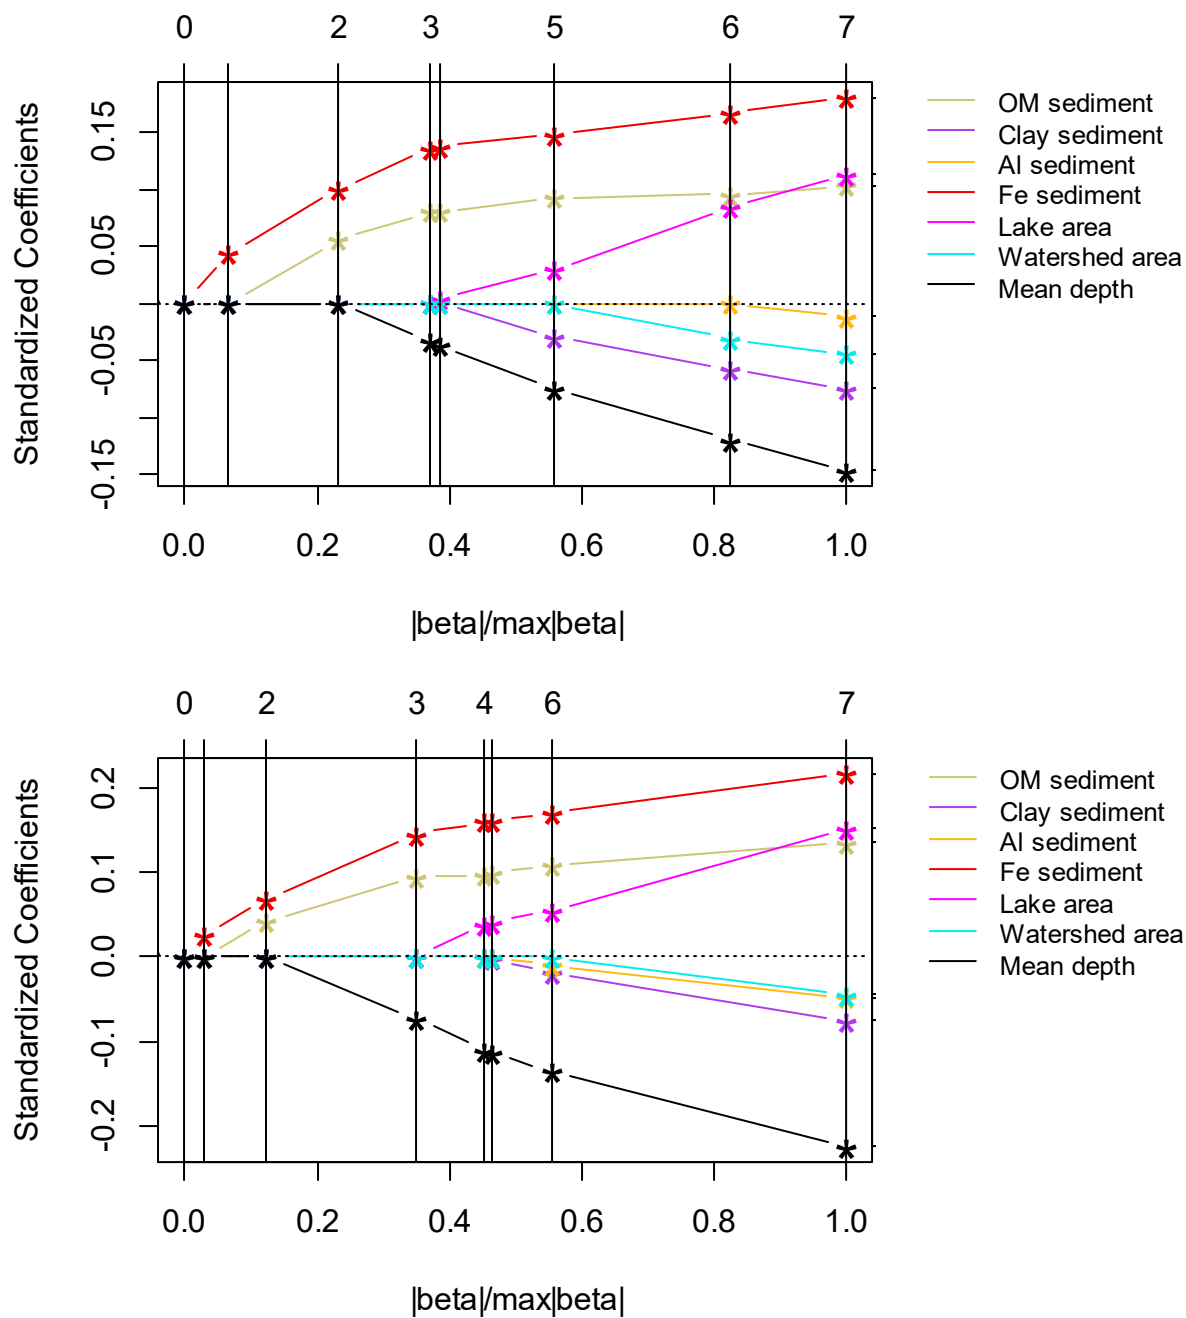 0 2 3 5 6 7
Standardized Coefficients
0.15
0.05
-0.05
-0.15
0.0 0.2 0.4 0.6 0.8 1.0
|beta|/max|beta|
OM sediment
Clay sediment
Al sediment
Fe sediment
Lake area
Watershed area
Mean depth
0 2 3 4 6 7
Standardized Coefficients
0.2
0.1
0.0
-0.1
-0.2
0.0 0.2 0.4 0.6 0.8 1.0
|beta|/max|beta|
OM sediment
Clay sediment
Al sediment
Fe sediment
Lake area
Watershed area
Mean depth